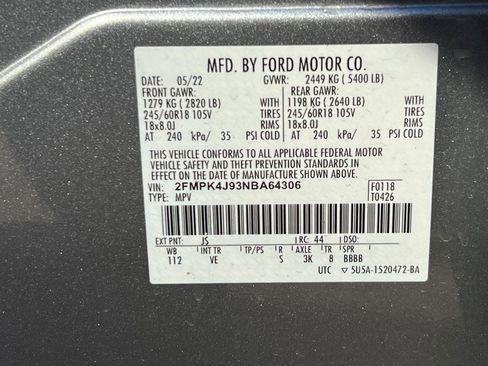 MFD. BY FORD MOTOR CO.
DATE: 05/22 GVWR: 2449 KG ( 5400 LB)
FRONT GAWR: REAR GAWR:
1279 KG ( 2820 LB) WITH 1198 KG ( 2640 LB) WITH
245/60R18 105V TIRES 245/60R18 105V TIRES
18x8.0J RIMS 18x8.0J RIMS
AT 240 kPa/ 35 PSI COLD AT 240 kPa/ 35 PSI COLD
THIS VEHICLE CONFORMS TO ALL APPLICABLE FEDERAL MOTOR
VEHICLE SAFETY AND THEFT PREVENTION STANDARDS IN
EFFECT ON THE DATE OF MANUFACTURE SHOWN ABOVE.
VIN: 2FMPK4J93NBA64306 F0118
TYPE: MPV T0426
EXT PNT: JS RC: 44 DSO:
WB TR TP/PS R AXLE TR SPR
112 VE S 3K 8 BBBB
UTC ▽ 5U5A-1520472-BA